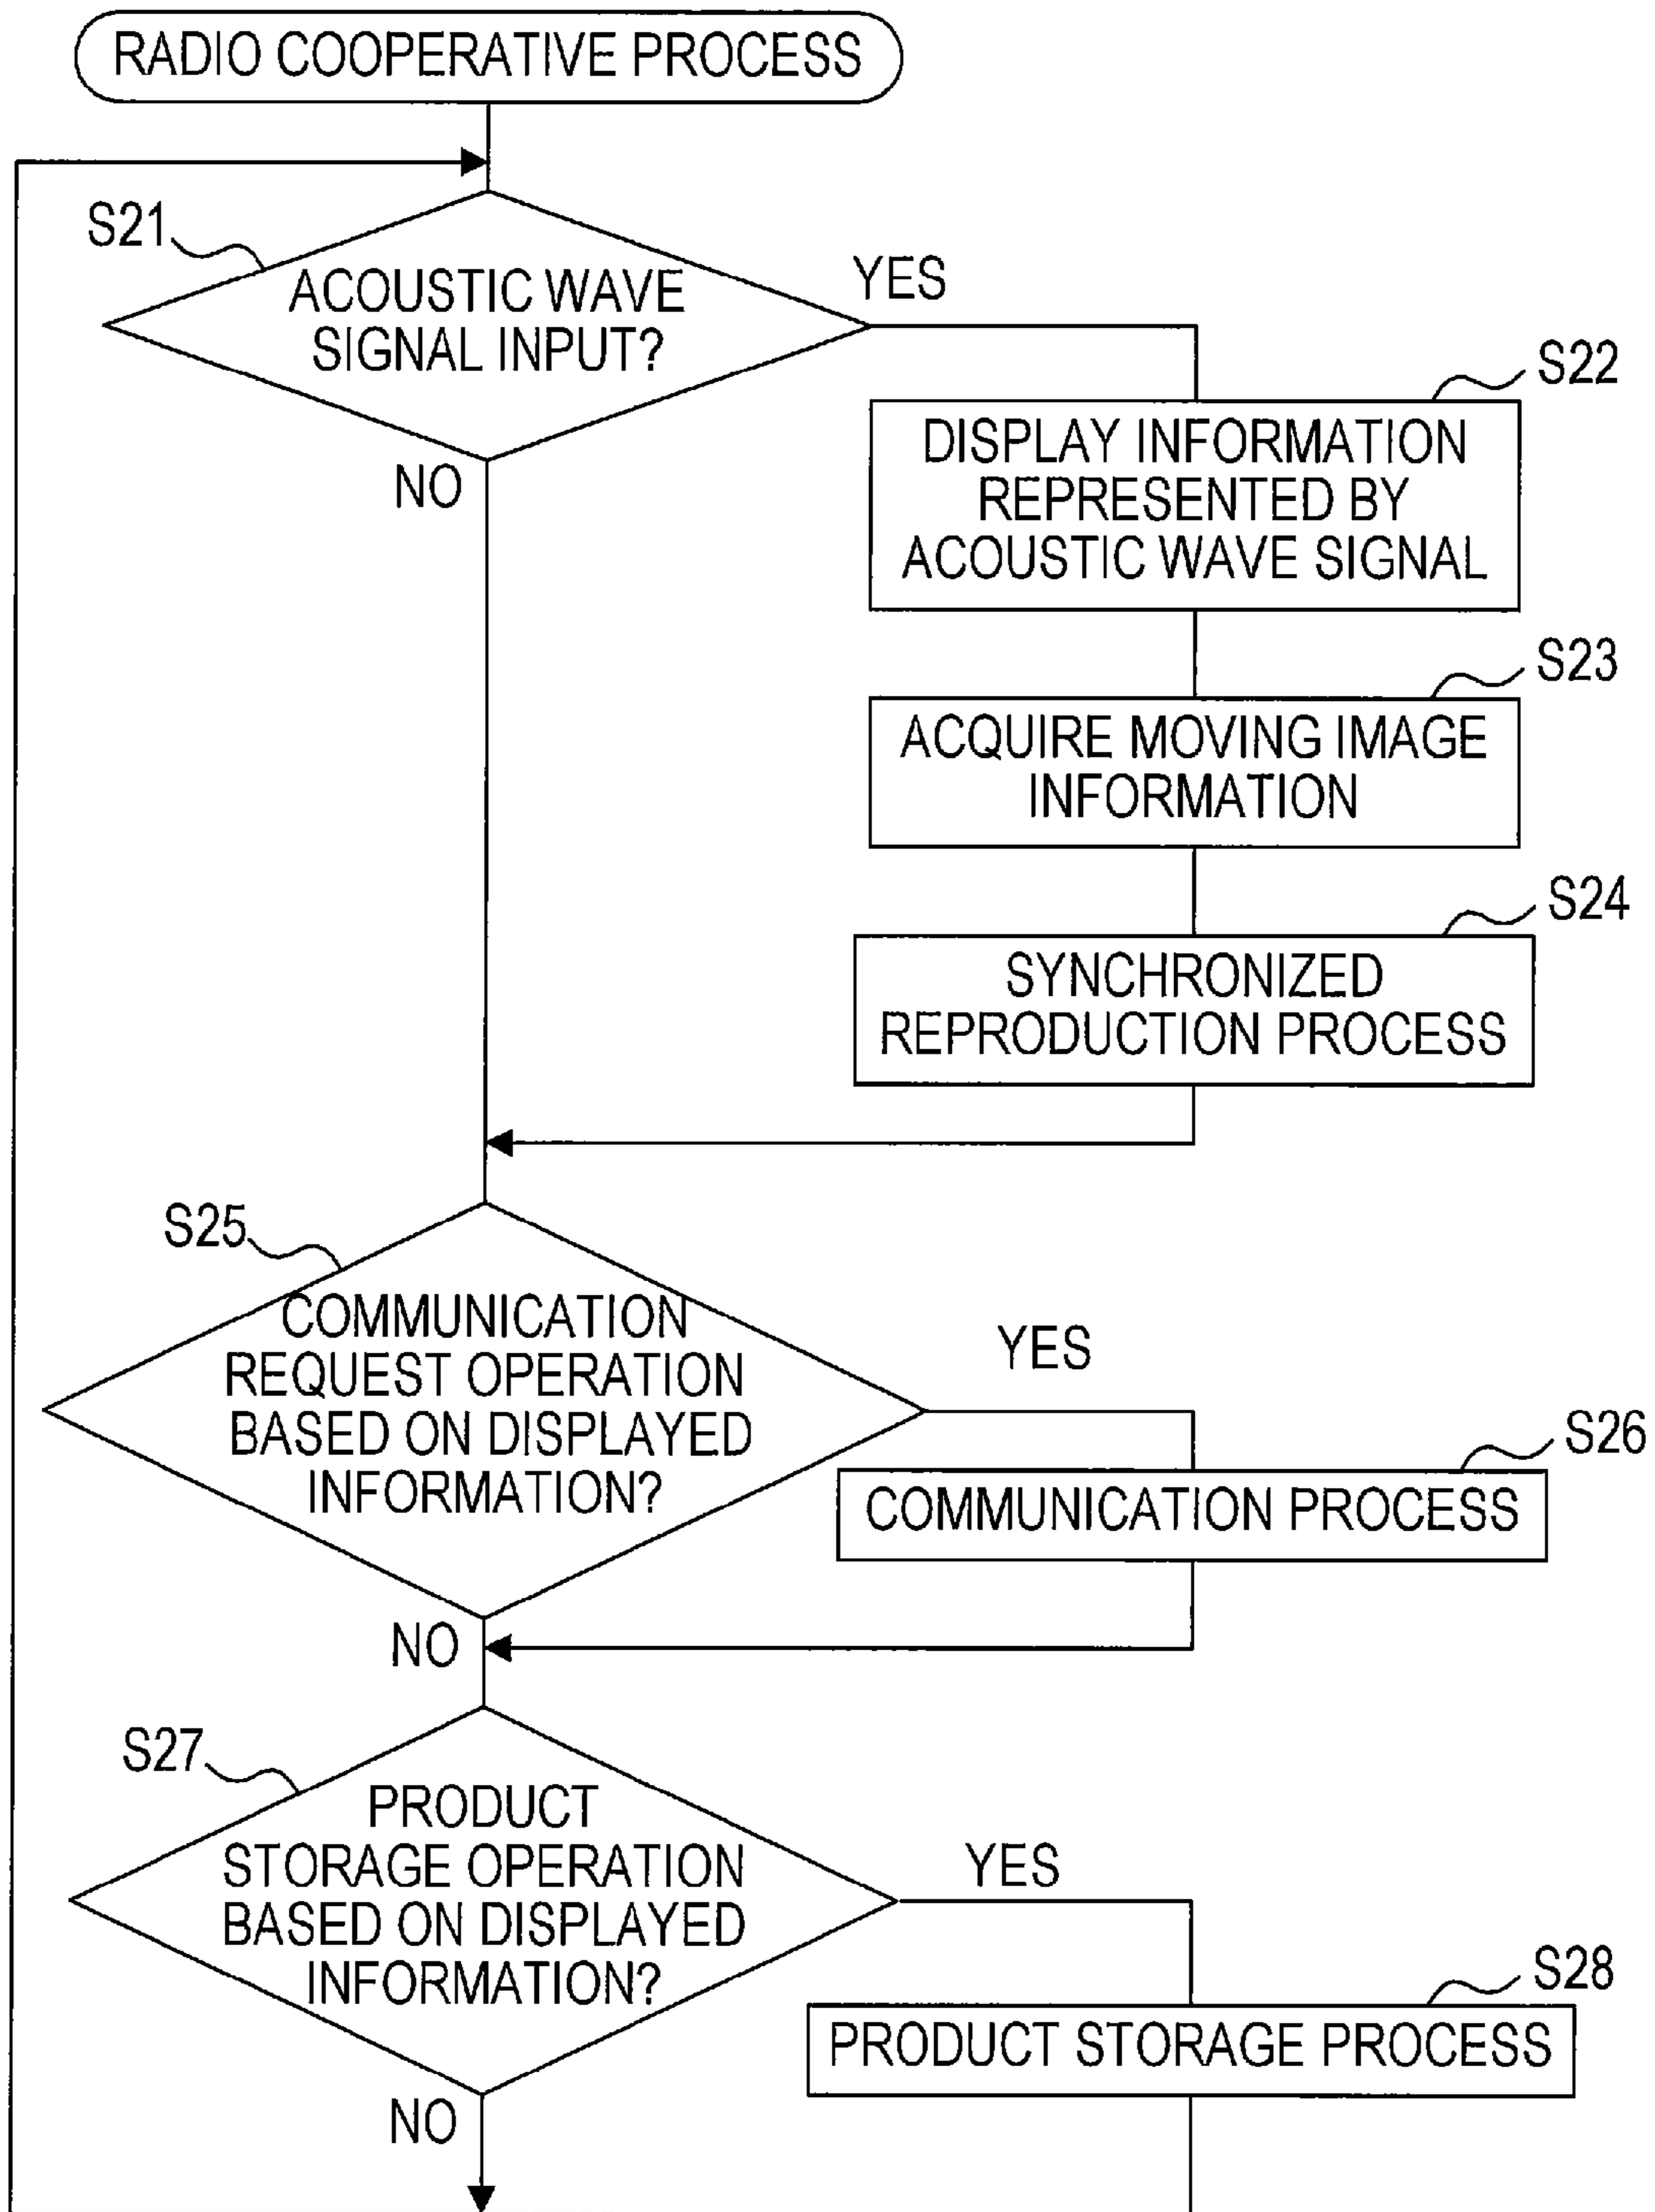 RADIO COOPERATIVE PROCESS
S21
ACOUSTIC WAVE
SIGNAL INPUT?
YES
NO
S22
DISPLAY INFORMATION
REPRESENTED BY
ACOUSTIC WAVE SIGNAL
S23
ACQUIRE MOVING IMAGE
INFORMATION
S24
SYNCHRONIZED
REPRODUCTION PROCESS
S25
COMMUNICATION
REQUEST OPERATION
BASED ON DISPLAYED
INFORMATION?
YES
NO
S26
COMMUNICATION PROCESS
S27
PRODUCT
STORAGE OPERATION
BASED ON DISPLAYED
INFORMATION?
YES
NO
S28
PRODUCT STORAGE PROCESS